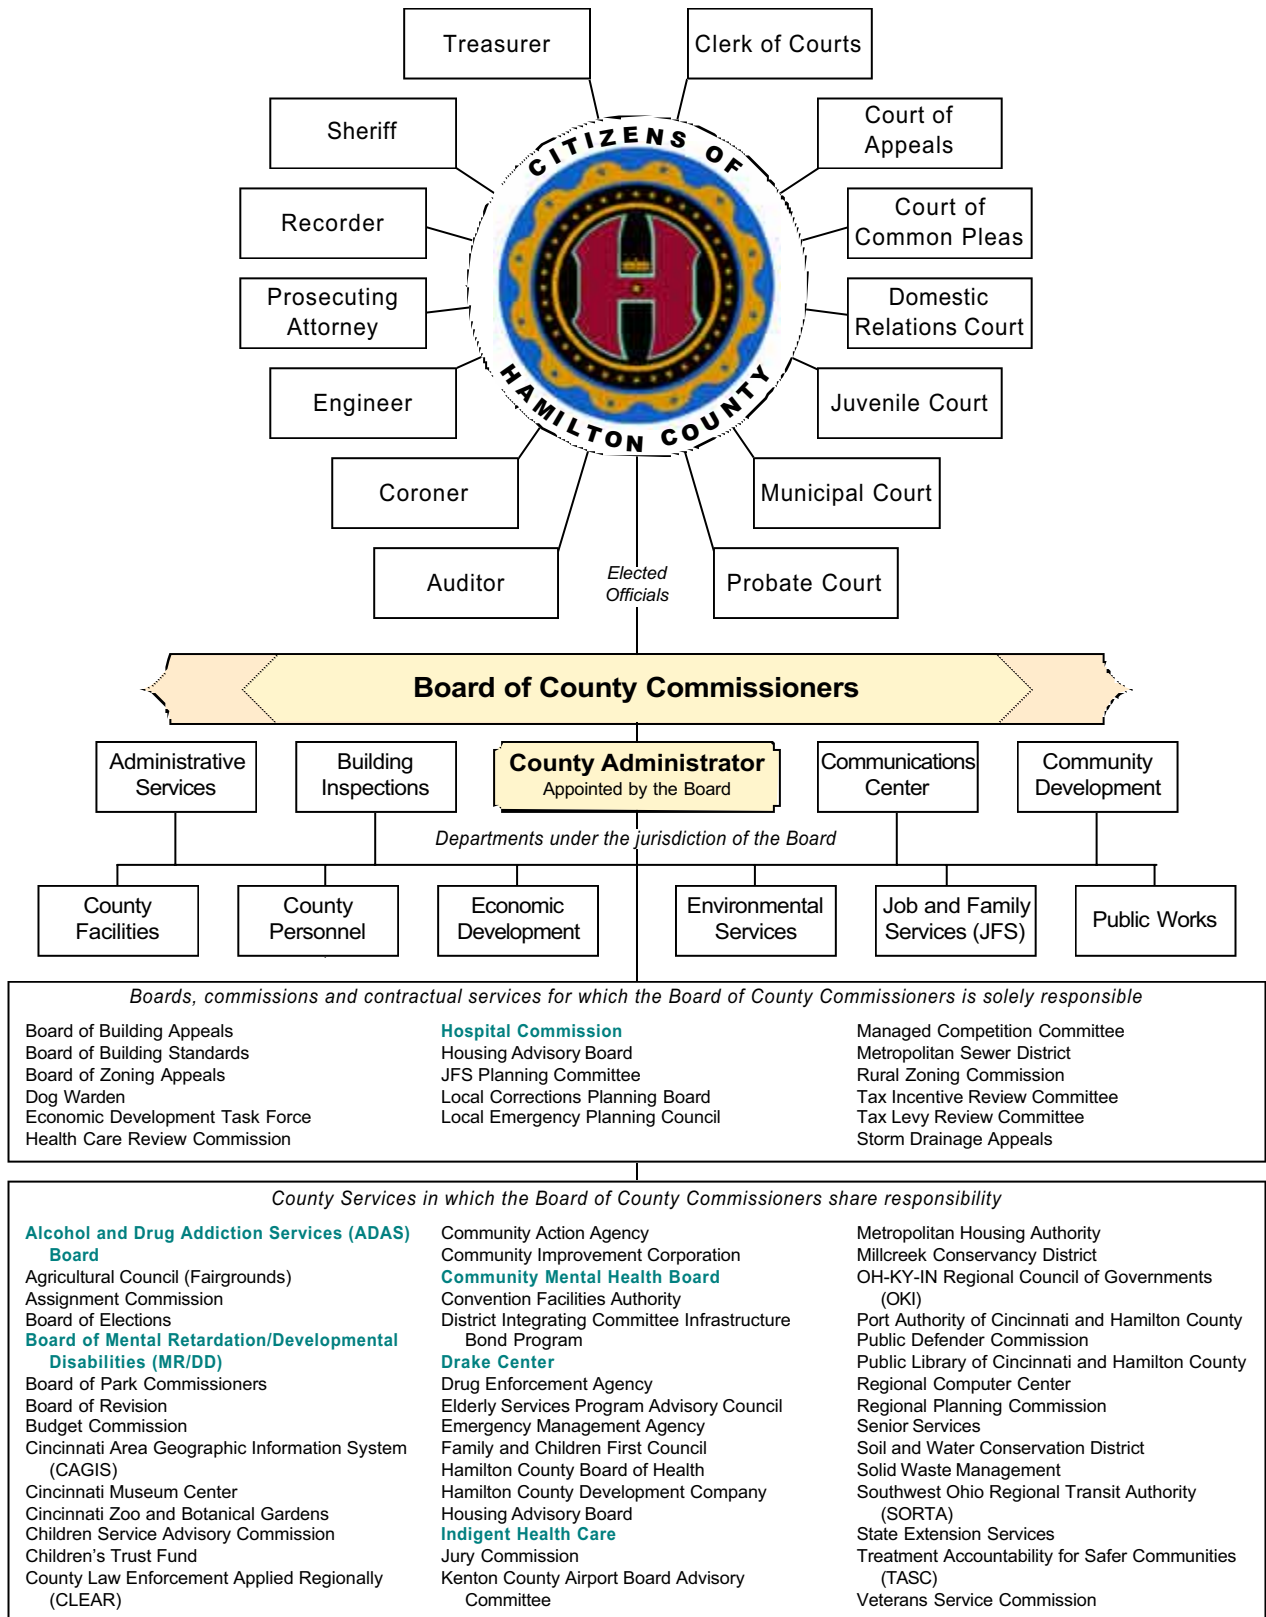 Treasurer
Clerk of Courts
Sheriff
Court of
Appeals
CITIZENS OF
HAMILTON COUNTY
H
Recorder
Court of
Common Pleas
Prosecuting
Attorney
Domestic
Relations Court
Engineer
Juvenile Court
Coroner
Municipal Court
Auditor
Elected
Officials
Probate Court
Board of County Commissioners
Administrative
Services
Building
Inspections
County Administrator
Appointed by the Board
Communications
Center
Community
Development
Departments under the jurisdiction of the Board
County
Facilities
County
Personnel
Economic
Development
Environmental
Services
Job and Family
Services (JFS)
Public Works
Boards, commissions and contractual services for which the Board of County Commissioners is solely responsible
Board of Building Appeals
Board of Building Standards
Board of Zoning Appeals
Dog Warden
Economic Development Task Force
Health Care Review Commission
Hospital Commission
Housing Advisory Board
JFS Planning Committee
Local Corrections Planning Board
Local Emergency Planning Council
Managed Competition Committee
Metropolitan Sewer District
Rural Zoning Commission
Tax Incentive Review Committee
Tax Levy Review Committee
Storm Drainage Appeals
County Services in which the Board of County Commissioners share responsibility
Alcohol and Drug Addiction Services (ADAS)
Board
Agricultural Council (Fairgrounds)
Assignment Commission
Board of Elections
Board of Mental Retardation/Developmental
Disabilities (MR/DD)
Board of Park Commissioners
Board of Revision
Budget Commission
Cincinnati Area Geographic Information System
(CAGIS)
Cincinnati Museum Center
Cincinnati Zoo and Botanical Gardens
Children Service Advisory Commission
Children's Trust Fund
County Law Enforcement Applied Regionally
(CLEAR)
Community Action Agency
Community Improvement Corporation
Community Mental Health Board
Convention Facilities Authority
District Integrating Committee Infrastructure
Bond Program
Drake Center
Drug Enforcement Agency
Elderly Services Program Advisory Council
Emergency Management Agency
Family and Children First Council
Hamilton County Board of Health
Hamilton County Development Company
Housing Advisory Board
Indigent Health Care
Jury Commission
Kenton County Airport Board Advisory
Committee
Metropolitan Housing Authority
Millcreek Conservancy District
OH-KY-IN Regional Council of Governments
(OKI)
Port Authority of Cincinnati and Hamilton County
Public Defender Commission
Public Library of Cincinnati and Hamilton County
Regional Computer Center
Regional Planning Commission
Senior Services
Soil and Water Conservation District
Solid Waste Management
Southwest Ohio Regional Transit Authority
(SORTA)
State Extension Services
Treatment Accountability for Safer Communities
(TASC)
Veterans Service Commission